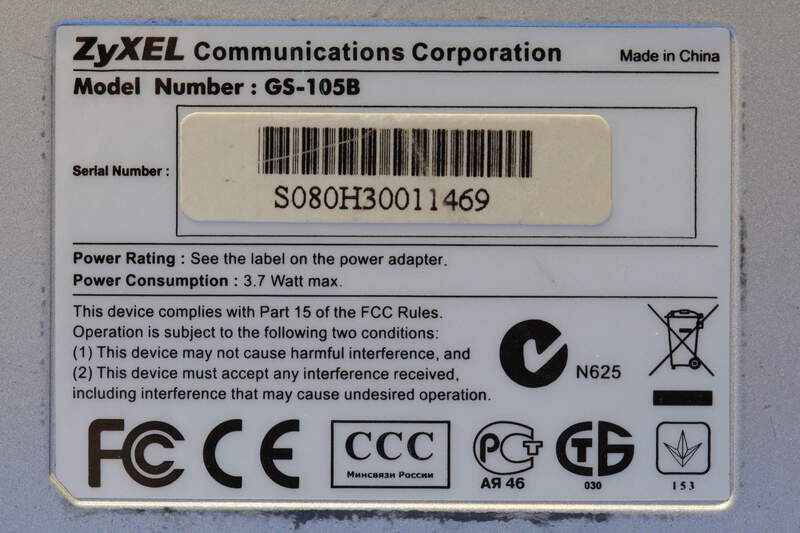 ZyXEL Communications Corporation Made in China
Model Number : GS-105B
Serial Number :
S080H30011469
Power Rating : See the label on the power adapter.
Power Consumption : 3.7 Watt max.
This device complies with Part 15 of the FCC Rules.
Operation is subject to the following two conditions:
(1) This device may not cause harmful interference, and
(2) This device must accept any interference received,
including interference that may cause undesired operation.
N625
FC CE CCC РСТ СТБ
Минсвязи России
АЯ 46 030 153